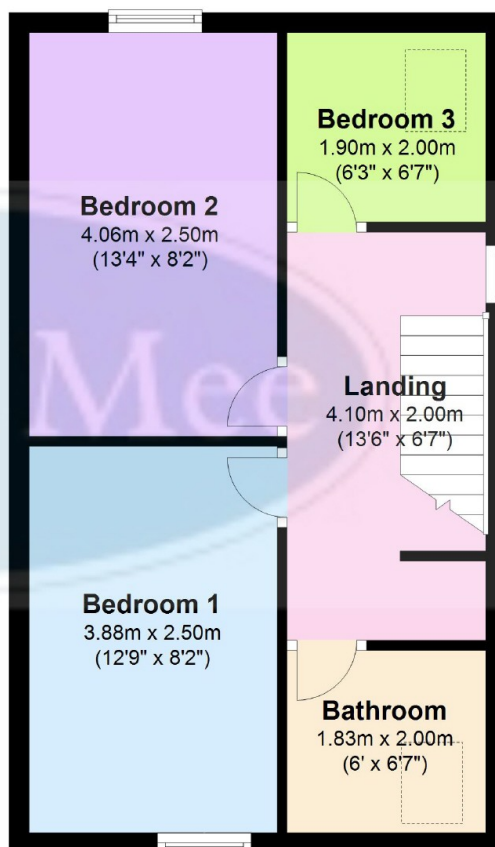 Bedroom 3
1.90m x 2.00m
(6'3" x 6'7")
Bedroom 2
4.06m x 2.50m
(13'4" x 8'2")
Mee
Landing
4.10m x 2.00m
(13'6" x 6'7")
Bedroom 1
3.88m x 2.50m
(12'9" x 8'2")
Bathroom
1.83m x 2.00m
(6' x 6'7")